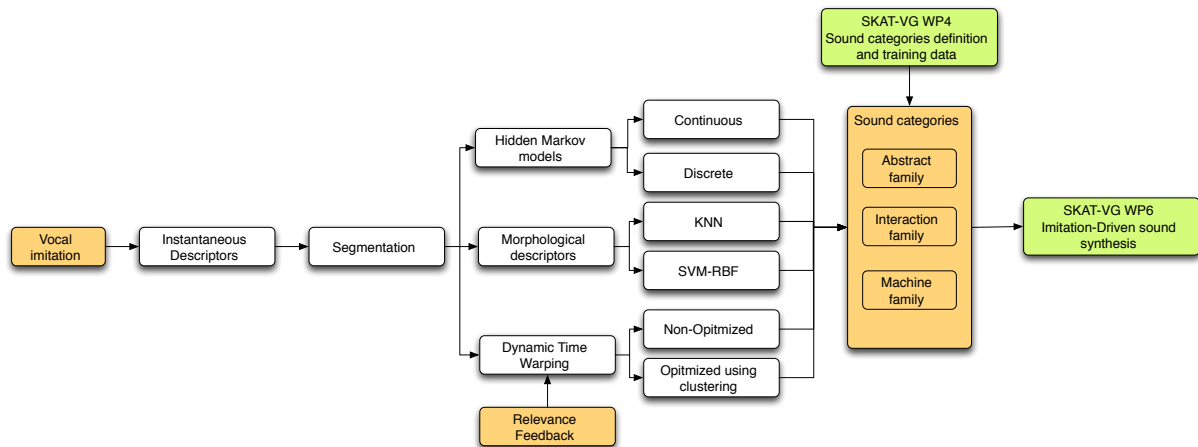 SKAT-VG WP4
Sound categories definition
and training data
Vocal
imitation
Instantaneous
Descriptors
Segmentation
Hidden Markov
models
Continuous
Discrete
Morphological
descriptors
KNN
SVM-RBF
Dynamic Time
Warping
Non-Opitmized
Opitmized using
clustering
Relevance
Feedback
Sound categories
Abstract
family
Interaction
family
Machine
family
SKAT-VG WP6
Imitation-Driven sound
synthesis